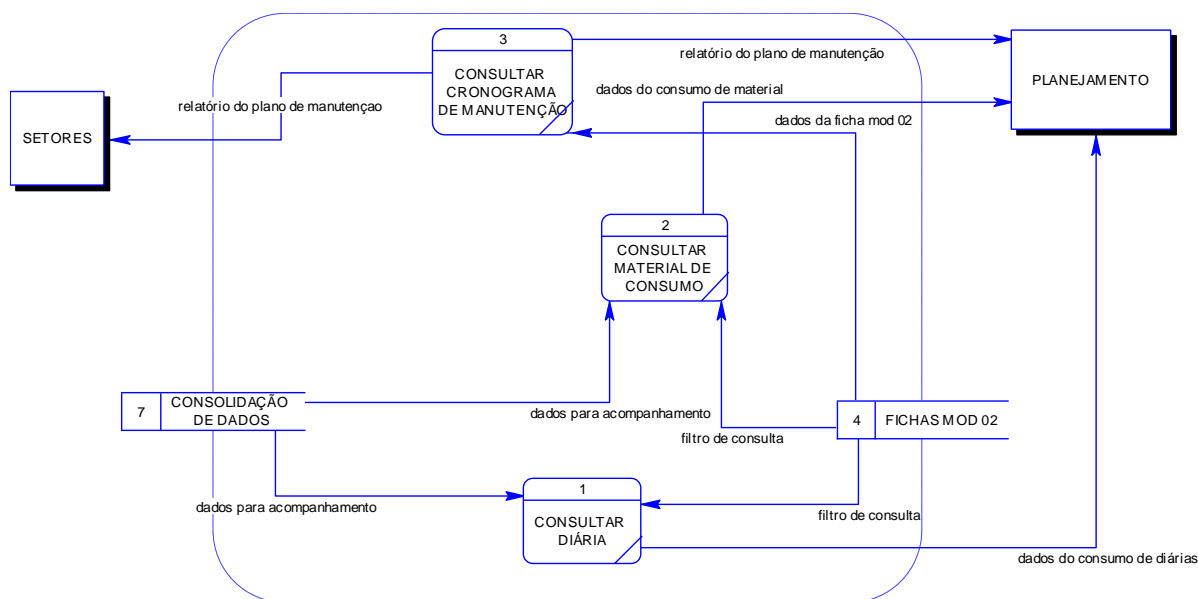 3
CONSULTAR
CRONOGRAMA
DE MANUTENÇÃO
relatório do plano de manutenção
PLANEJAMENTO
dados do consumo de material
relatório do plano de manutençao
dados da ficha mod 02
SETORES
2
CONSULTAR
MATERIAL DE
CONSUMO
7
CONSOLIDAÇÃO
DE DADOS
dados para acompanhamento
4
FICHAS MOD 02
filtro de consulta
1
CONSULTAR
DIÁRIA
dados para acompanhamento
filtro de consulta
dados do consumo de diárias